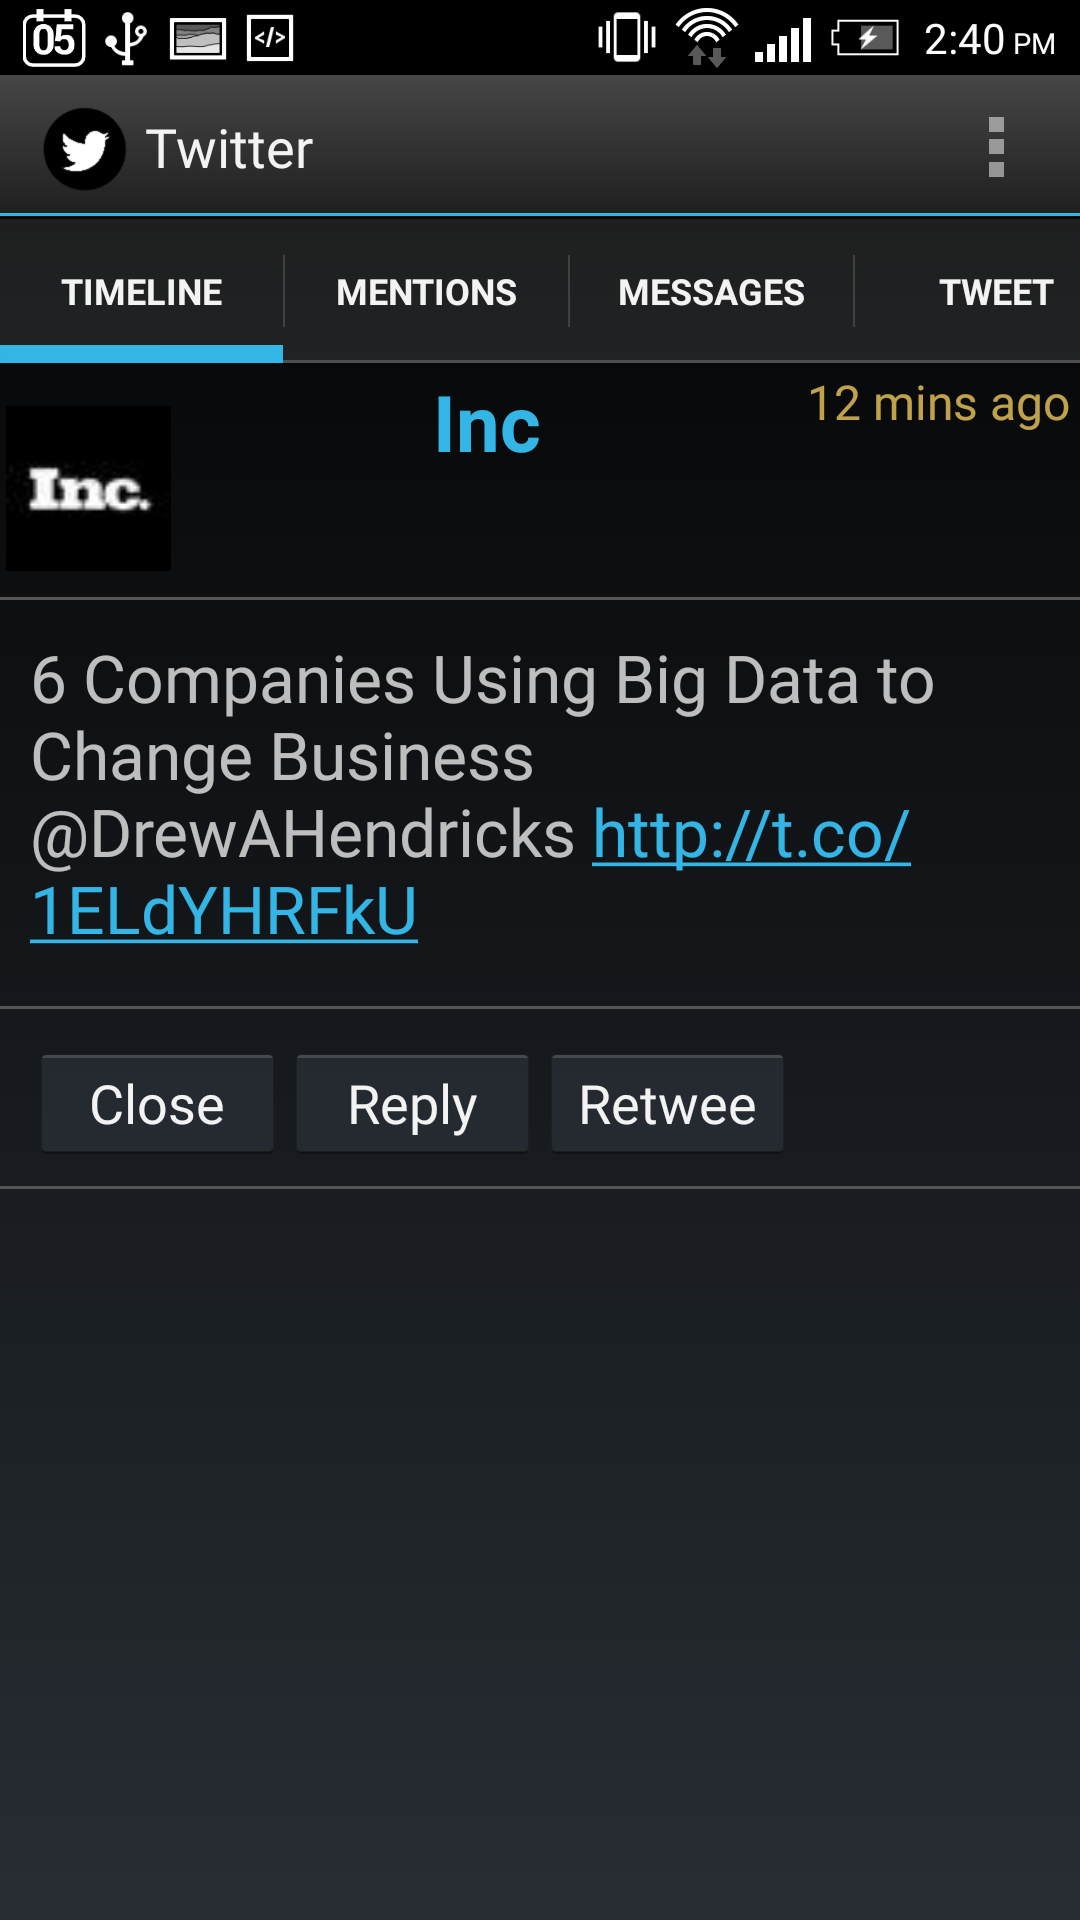 05 </> 2:40 PM
Twitter
TIMELINE MENTIONS MESSAGES TWEET
Inc 12 mins ago
Inc.
6 Companies Using Big Data to
Change Business
@DrewAHendricks http://t.co/
1ELdYHRFkU
Close Reply Retwee